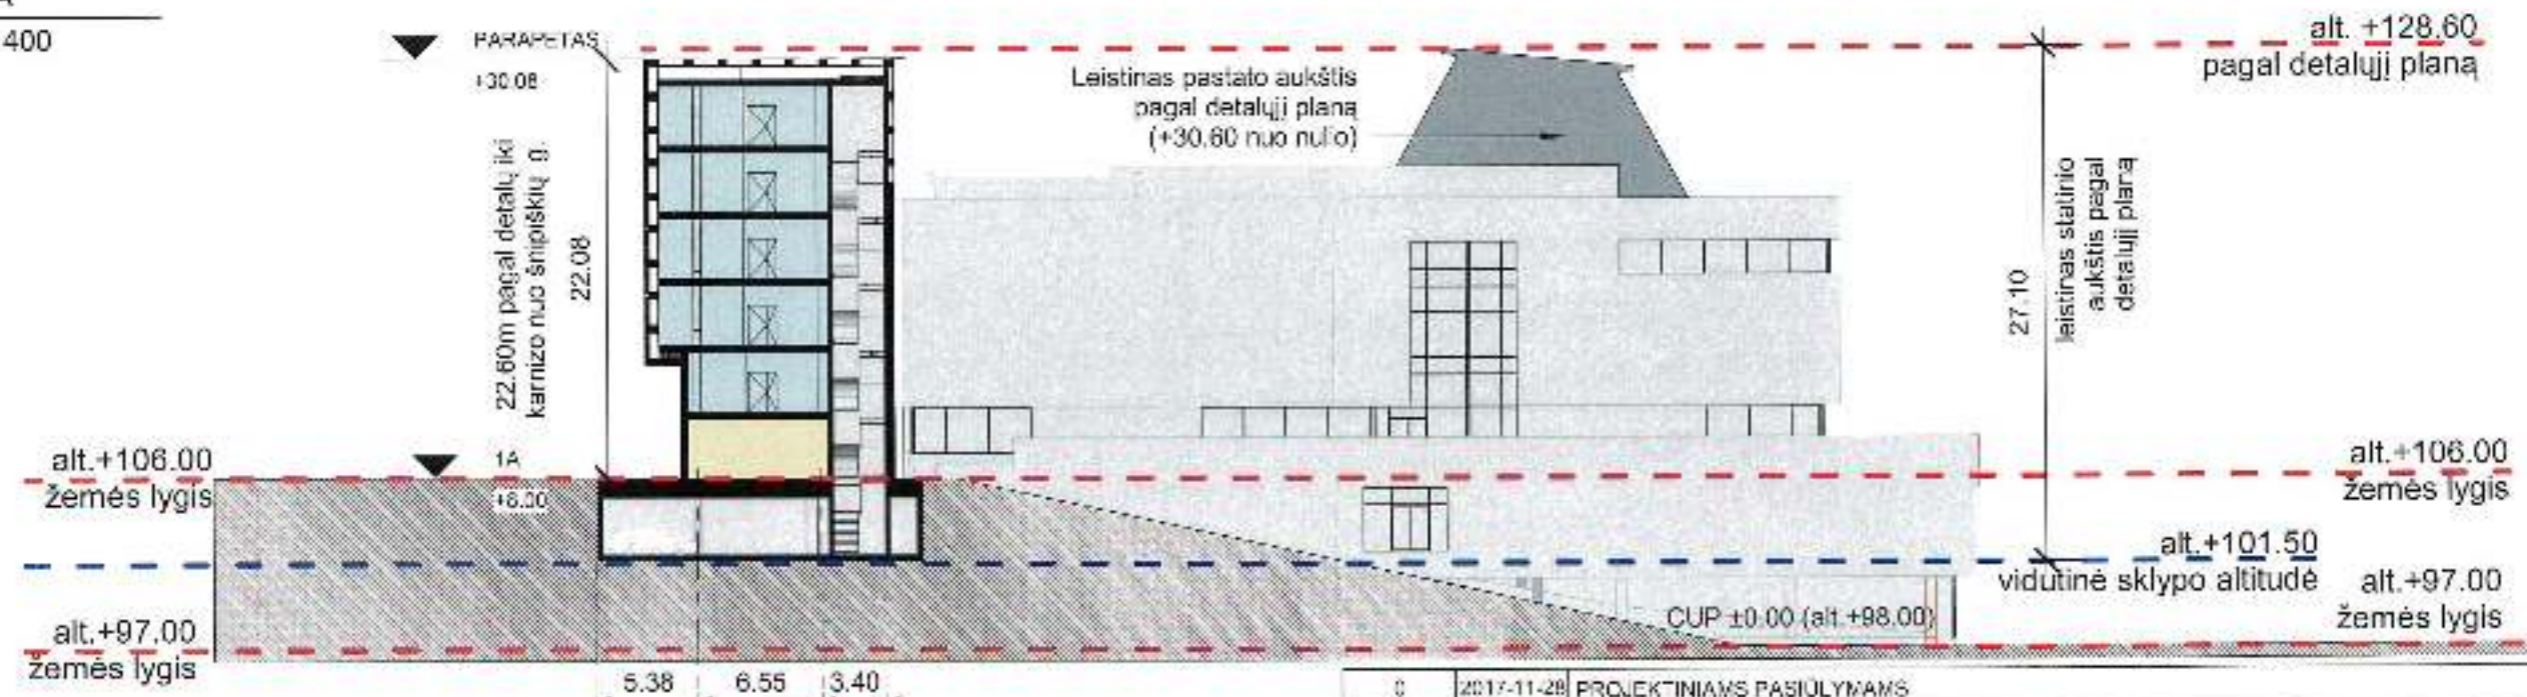 400
PARAPETAS
+30.08
22.60m pagal detalų iki
karnizo nuo šnipiškių g.
22.08
Leistinas pastato aukštis
pagal detalųjį planą
(+30.60 nuo nulio)
alt. +128.60
pagal detalųjį planą
leistinas statinio
aukštis pagal
detalųjį planą
27.10
alt.+106.00
žemės lygis
1A
+8.00
alt.+106.00
žemės lygis
alt.+101.50
vidutinė sklypo altitudė
alt.+97.00
žemės lygis
CUP ±0.00 (alt.+98.00)
alt.+97.00
žemės lygis
5.38 6.55 3.40
0 2017-11-28 PROJEKTINIAMS PASIŪLYMAMS